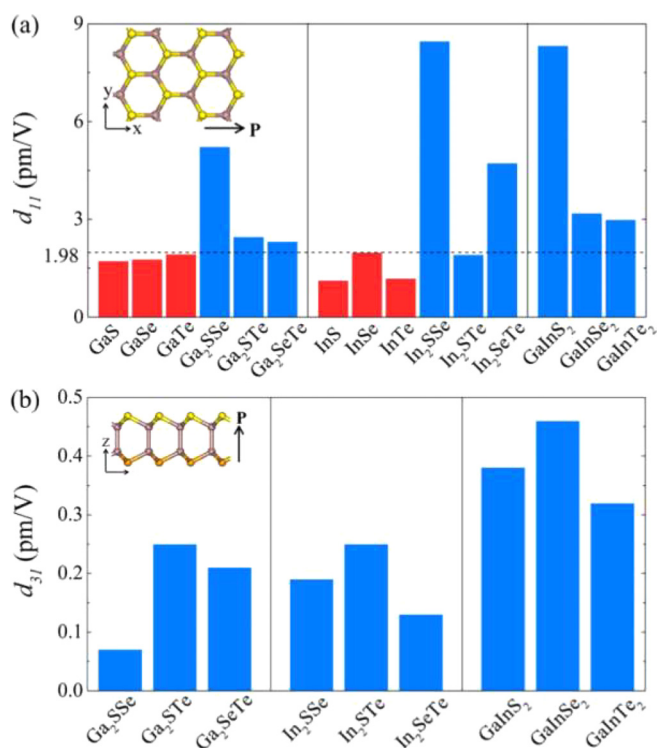 (a)
9
6
3
1.98
0
d₁₁ (pm/V)
y
x
P
GaS
GaSe
GaTe
Ga₂SSe
Ga₂STe
Ga₂SeTe
InS
InSe
InTe
In₂SSe
In₂STe
In₂SeTe
GaInS₂
GaInSe₂
GaInTe₂
(b)
0.5
0.4
0.3
0.2
0.1
0.0
d₃₁ (pm/V)
z
P
Ga₂SSe
Ga₂STe
Ga₂SeTe
In₂SSe
In₂STe
In₂SeTe
GaInS₂
GaInSe₂
GaInTe₂